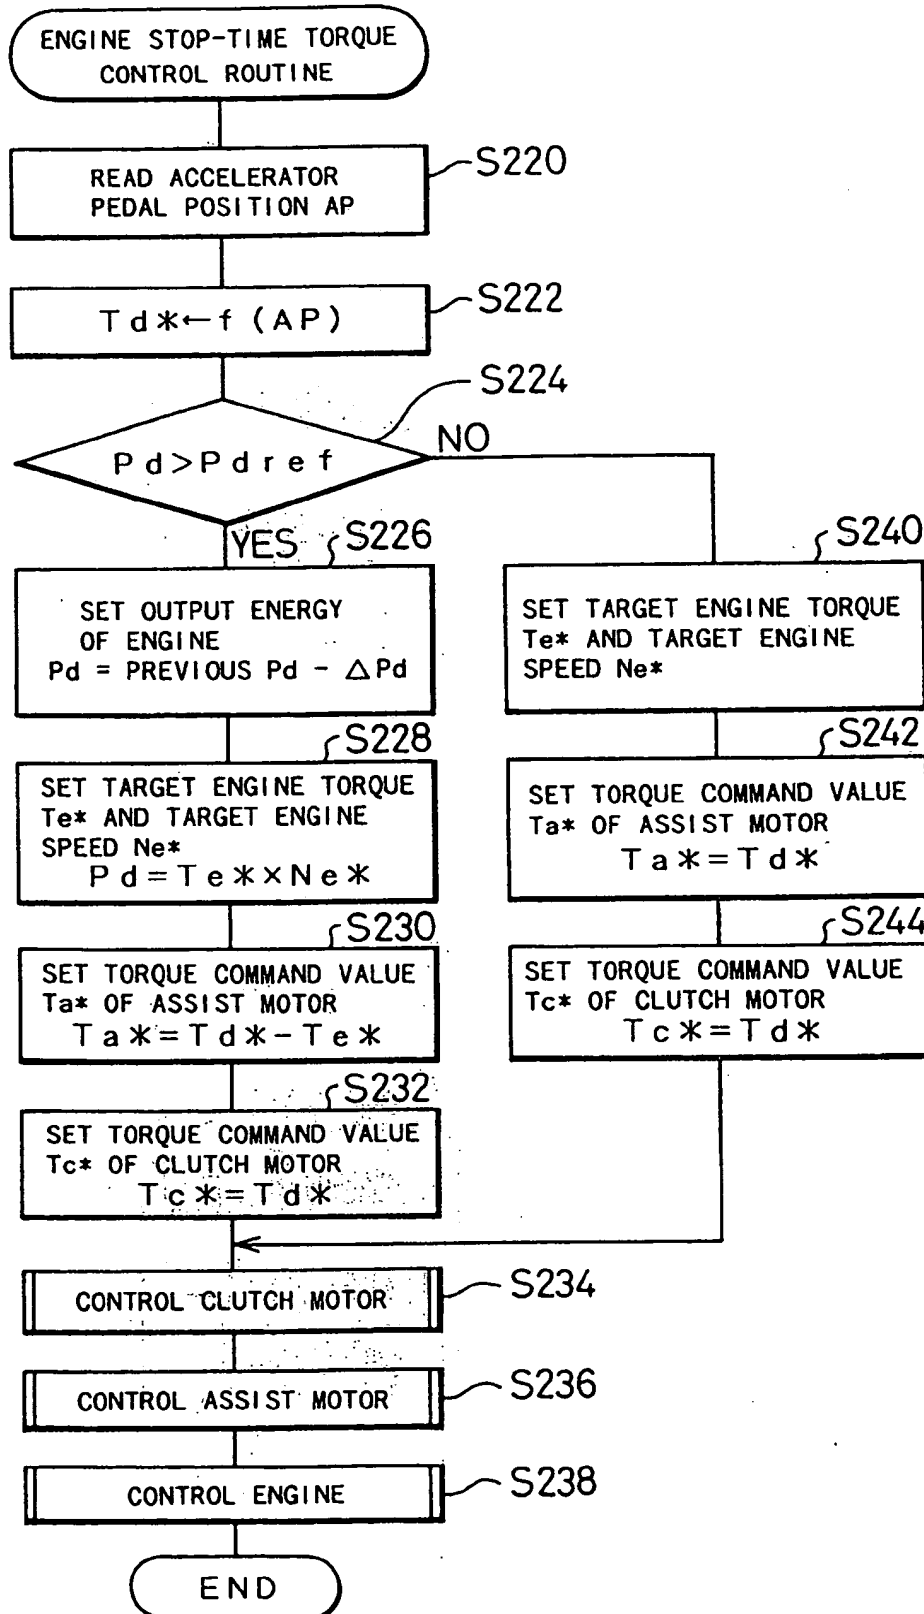 ENGINE STOP-TIME TORQUE
CONTROL ROUTINE
READ ACCELERATOR
PEDAL POSITION AP
S220
Td*←f(AP)
S222
Pd>Pdref
S224
NO
YES
S226
SET OUTPUT ENERGY
OF ENGINE
Pd = PREVIOUS Pd - △Pd
S228
SET TARGET ENGINE TORQUE
Te* AND TARGET ENGINE
SPEED Ne*
Pd=Te*×Ne*
S230
SET TORQUE COMMAND VALUE
Ta* OF ASSIST MOTOR
Ta*=Td*-Te*
S232
SET TORQUE COMMAND VALUE
Tc* OF CLUTCH MOTOR
Tc*=Td*
S240
SET TARGET ENGINE TORQUE
Te* AND TARGET ENGINE
SPEED Ne*
S242
SET TORQUE COMMAND VALUE
Ta* OF ASSIST MOTOR
Ta*=Td*
S244
SET TORQUE COMMAND VALUE
Tc* OF CLUTCH MOTOR
Tc*=Td*
CONTROL CLUTCH MOTOR
S234
CONTROL ASSIST MOTOR
S236
CONTROL ENGINE
S238
END